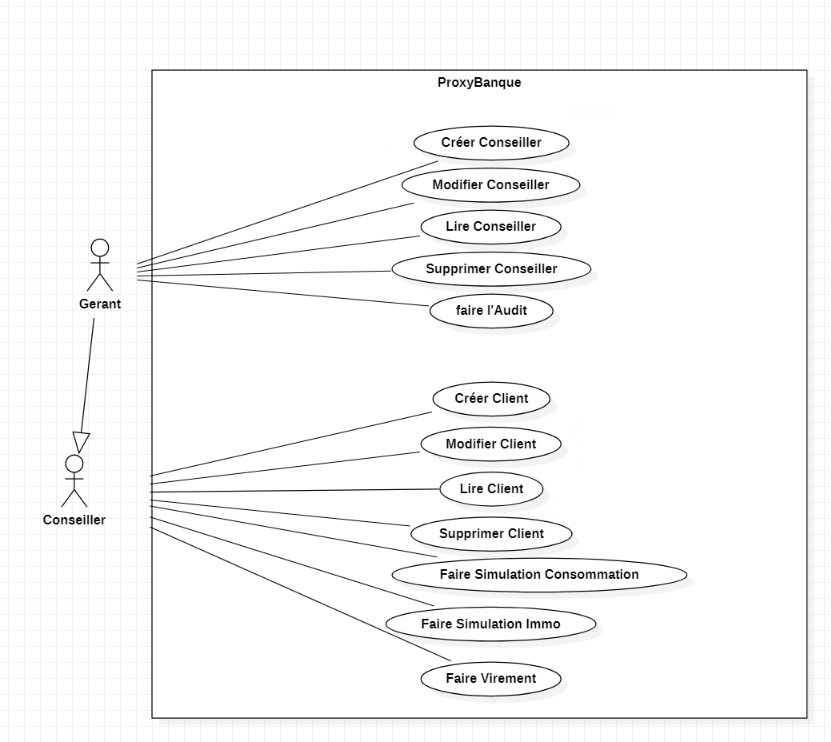 ProxyBanque
Créer Conseiller
Modifier Conseiller
Lire Conseiller
Supprimer Conseiller
faire l'Audit
Gerant
Créer Client
Modifier Client
Lire Client
Supprimer Client
Conseiller
Faire Simulation Consommation
Faire Simulation Immo
Faire Virement